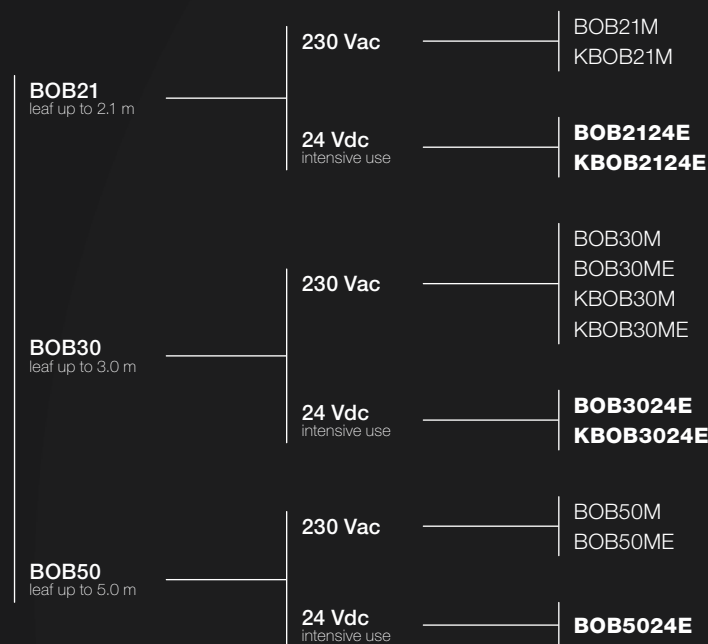 BOB21
leaf up to 2.1 m
230 Vac
BOB21M
KBOB21M
24 Vdc
intensive use
BOB2124E
KBOB2124E
BOB30
leaf up to 3.0 m
230 Vac
BOB30M
BOB30ME
KBOB30M
KBOB30ME
24 Vdc
intensive use
BOB3024E
KBOB3024E
BOB50
leaf up to 5.0 m
230 Vac
BOB50M
BOB50ME
24 Vdc
intensive use
BOB5024E